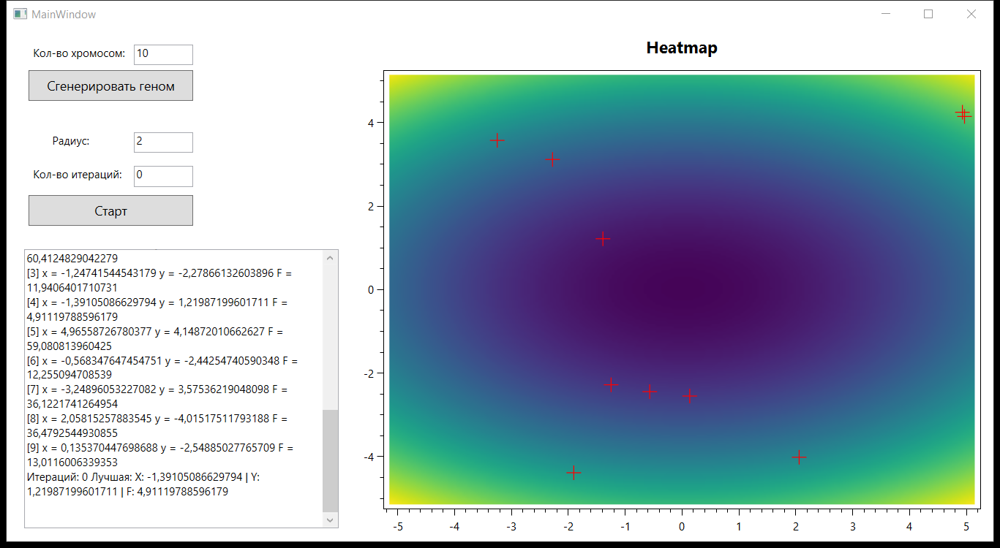 MainWindow
Кол-во хромосом: 10
Сгенерировать геном
Радиус: 2
Кол-во итераций: 0
Старт
60,4124829042279
[3] x = -1,24741544543179 y = -2,27866132603896 F =
11,9406401710731
[4] x = -1,39105086629794 y = 1,21987199601711 F =
4,91119788596179
[5] x = 4,96558726780377 y = 4,14872010662627 F =
59,080813960425
[6] x = -0,568347647454751 y = -2,44254740590348 F =
12,255094708539
[7] x = -3,24896053227082 y = 3,57536219048098 F =
36,1221741264954
[8] x = 2,05815257883545 y = -4,01517511793188 F =
36,4792544930855
[9] x = 0,135370447698688 y = -2,54885027765709 F =
13,0116006339353
Итераций: 0 Лучшая: X: -1,39105086629794 | Y:
1,21987199601711 | F: 4,91119788596179
Heatmap
4
2
0
-2
-4
-5 -4 -3 -2 -1 0 1 2 3 4 5